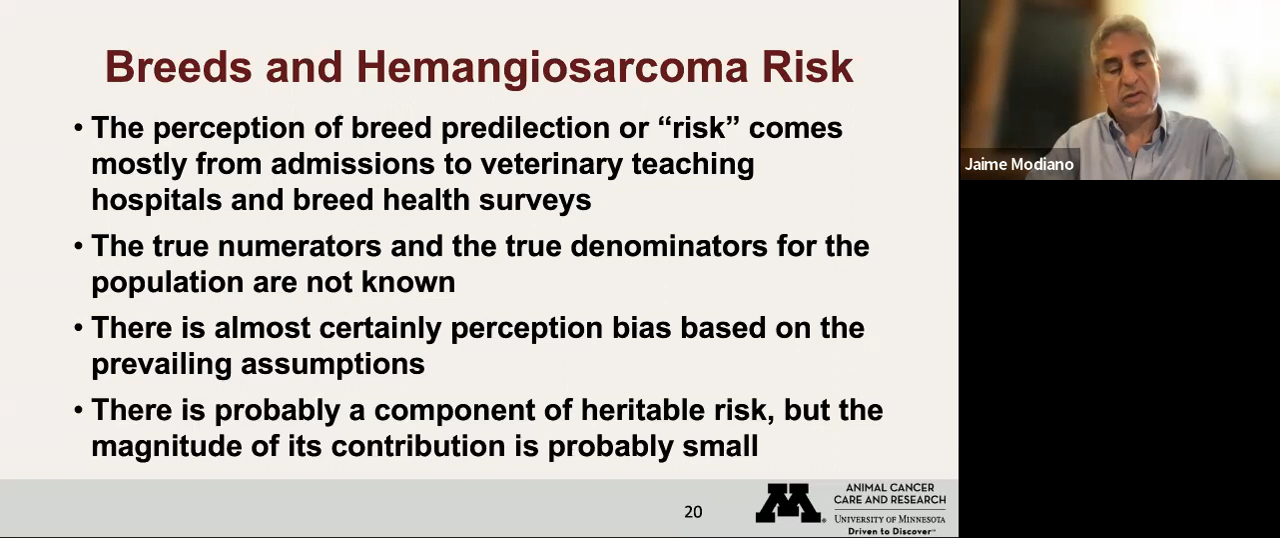 Breeds and Hemangiosarcoma Risk
• The perception of breed predilection or “risk” comes
mostly from admissions to veterinary teaching
hospitals and breed health surveys
• The true numerators and the true denominators for the
population are not known
• There is almost certainly perception bias based on the
prevailing assumptions
• There is probably a component of heritable risk, but the
magnitude of its contribution is probably small
20
M
ANIMAL CANCER
CARE AND RESEARCH
UNIVERSITY OF MINNESOTA
Driven to Discover℠
Jaime Modiano